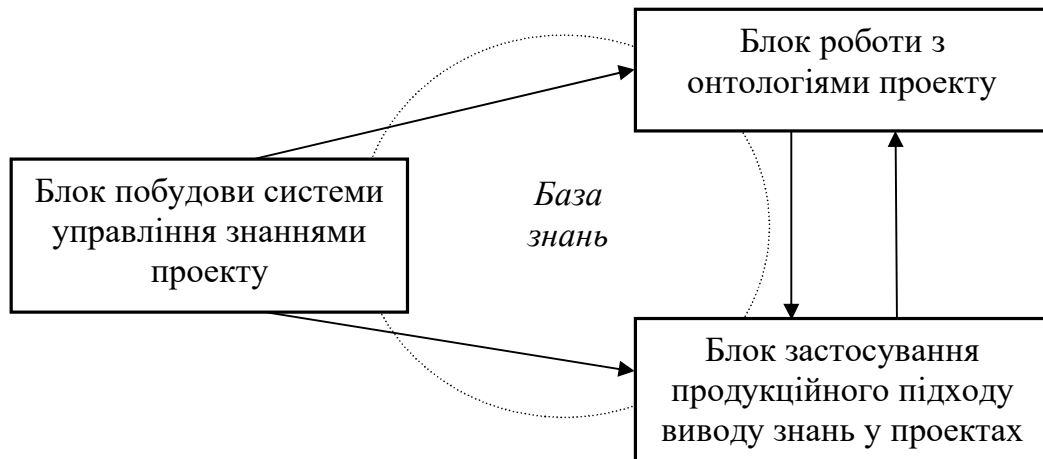 Блок роботи з
онтологіями проекту
Блок побудови системи
управління знаннями
проекту
База
знань
Блок застосування
продукційного підходу
виводу знань у проектах